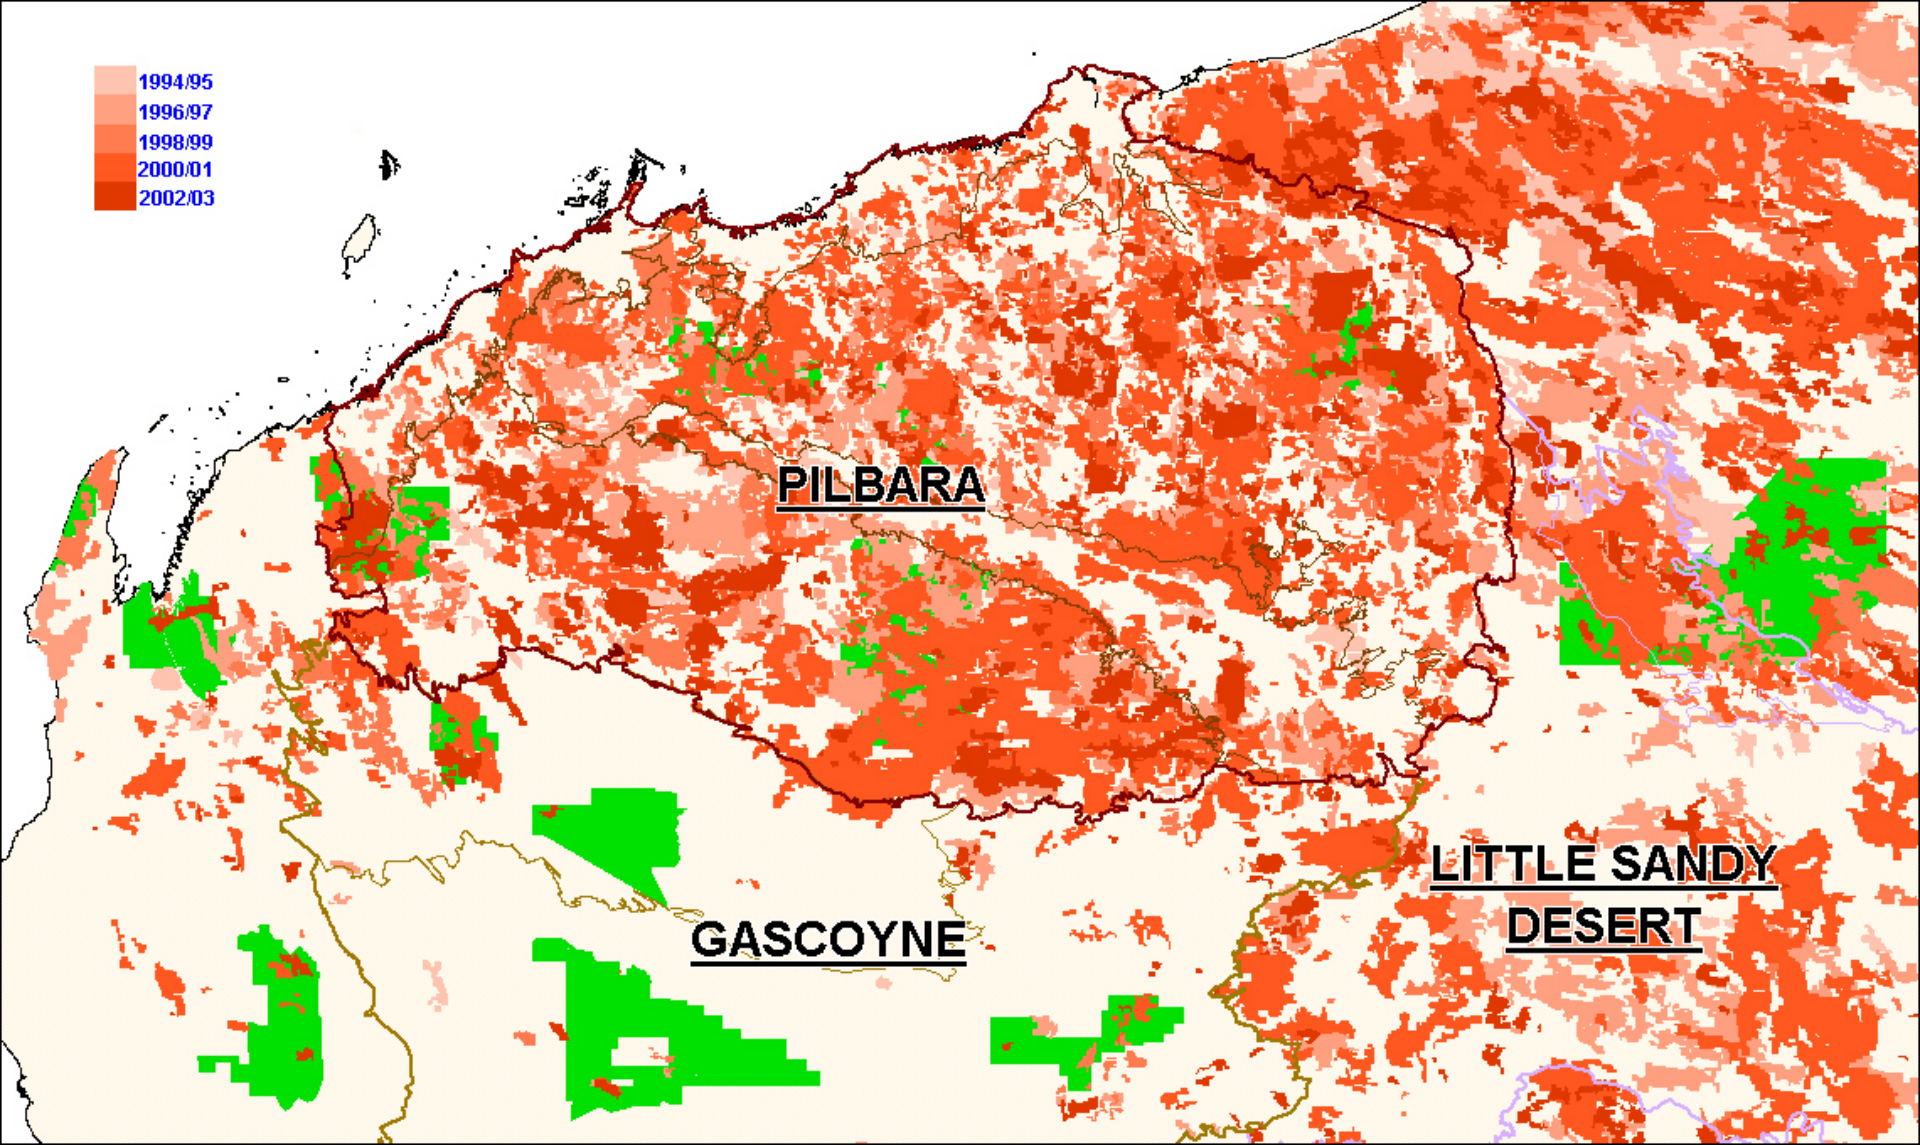 1994/95
1996/97
1998/99
2000/01
2002/03
PILBARA
LITTLE SANDY
DESERT
GASCOYNE